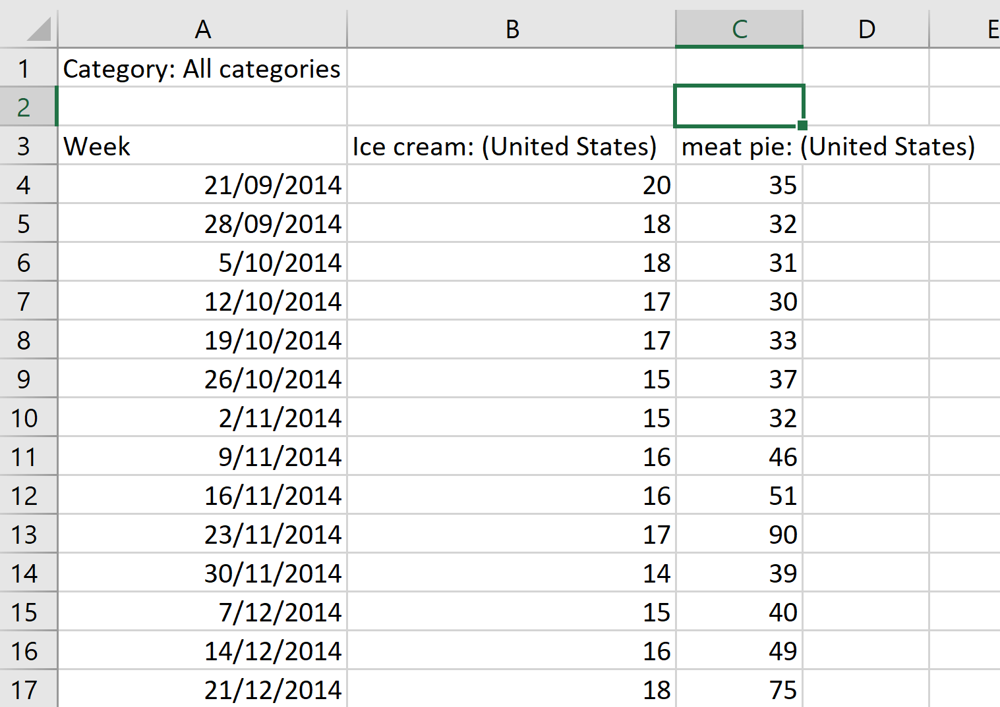 A B C D E
1 Category: All categories
2
3 Week Ice cream: (United States) meat pie: (United States)
4 21/09/2014 20 35
5 28/09/2014 18 32
6 5/10/2014 18 31
7 12/10/2014 17 30
8 19/10/2014 17 33
9 26/10/2014 15 37
10 2/11/2014 15 32
11 9/11/2014 16 46
12 16/11/2014 16 51
13 23/11/2014 17 90
14 30/11/2014 14 39
15 7/12/2014 15 40
16 14/12/2014 16 49
17 21/12/2014 18 75